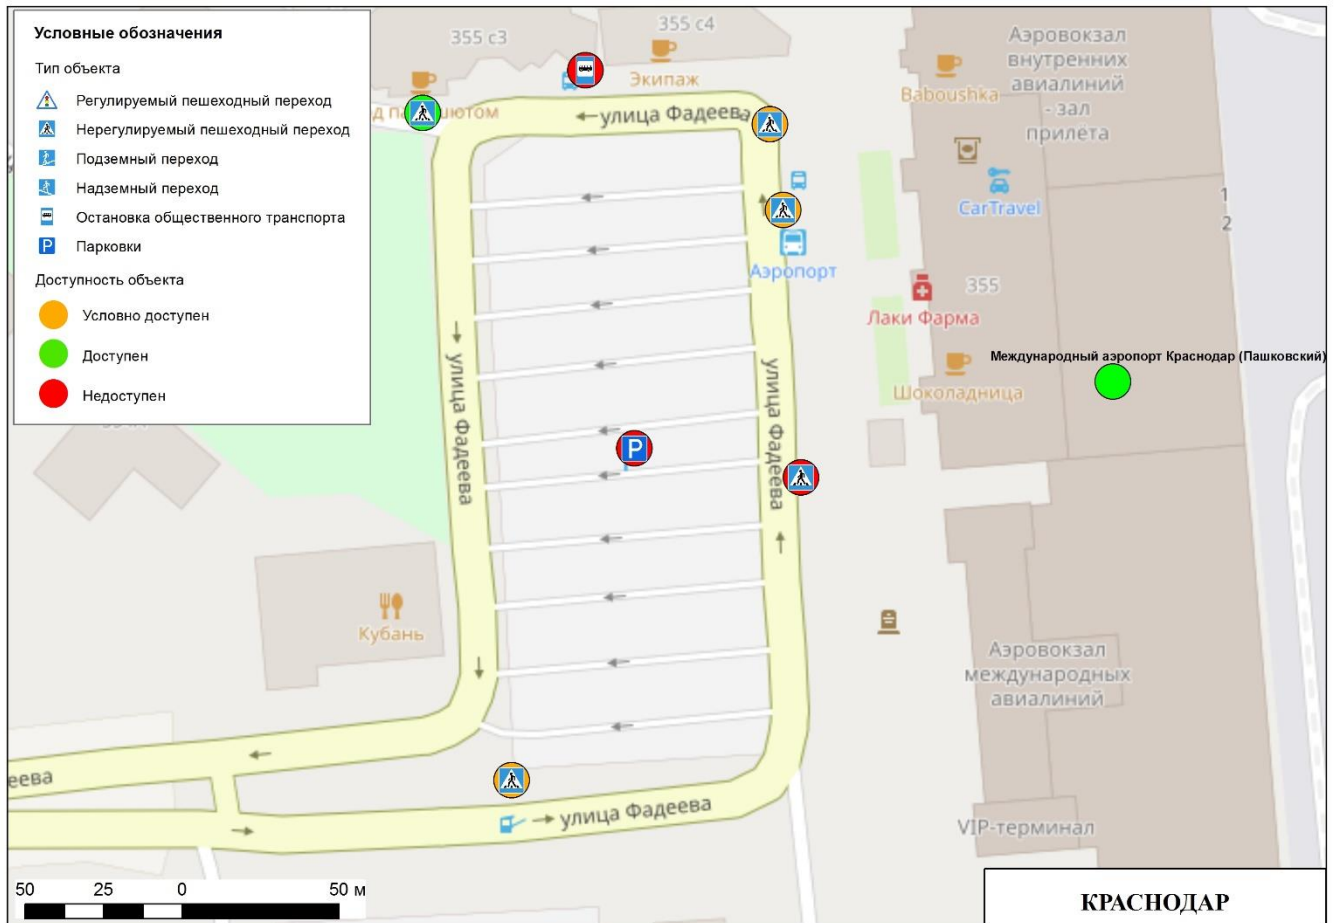 Условные обозначения
Тип объекта
Регулируемый пешеходный переход
Нерегулируемый пешеходный переход
Подземный переход
Надземный переход
Остановка общественного транспорта
P Парковки
Доступность объекта
Условно доступен
Доступен
Недоступен
355 с3
355 с4
Экипаж
улица Фадеева
Baboushka
Аэровокзал
внутренних
авиалиний
- зал
прилёта
CarTravel
1
2
Аэропорт
355
Лаки Фарма
Международный аэропорт Краснодар (Пашковский)
Шоколадница
улица Фадеева
P
улица Фадеева
Кубань
Аэровокзал
международных
авиалиний
еева
улица Фадеева
VIP-терминал
50 25 0 50 м
КРАСНОДАР